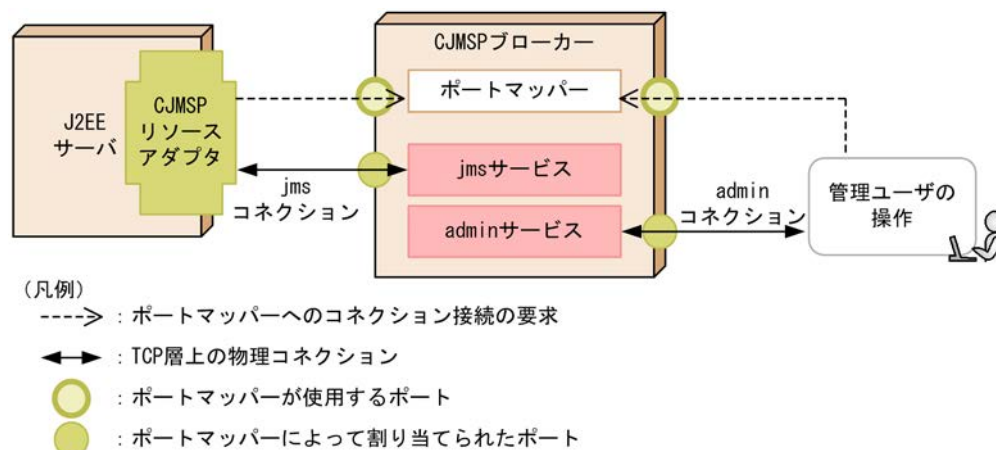 CJMSPブローカー
ポートマッパー
J2EE
サーバ
CJMSP
リソース
アダプタ
jms
コネクション
jmsサービス
adminサービス
admin
コネクション
管理ユーザの
操作
(凡例)
:ポートマッパーへのコネクション接続の要求
:TCP層上の物理コネクション
:ポートマッパーが使用するポート
:ポートマッパーによって割り当てられたポート